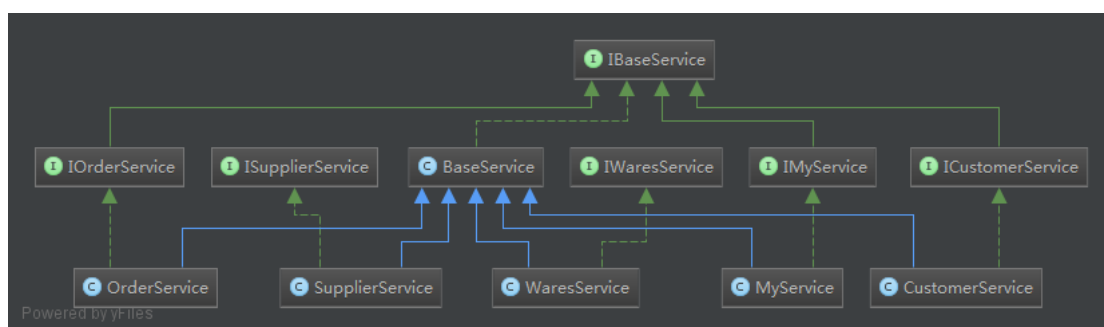 I IBaseService
I IOrderService
I ISupplierService
C BaseService
I IWaresService
I IMyService
I ICustomerService
C OrderService
C SupplierService
C WaresService
C MyService
C CustomerService
Powered by yFiles